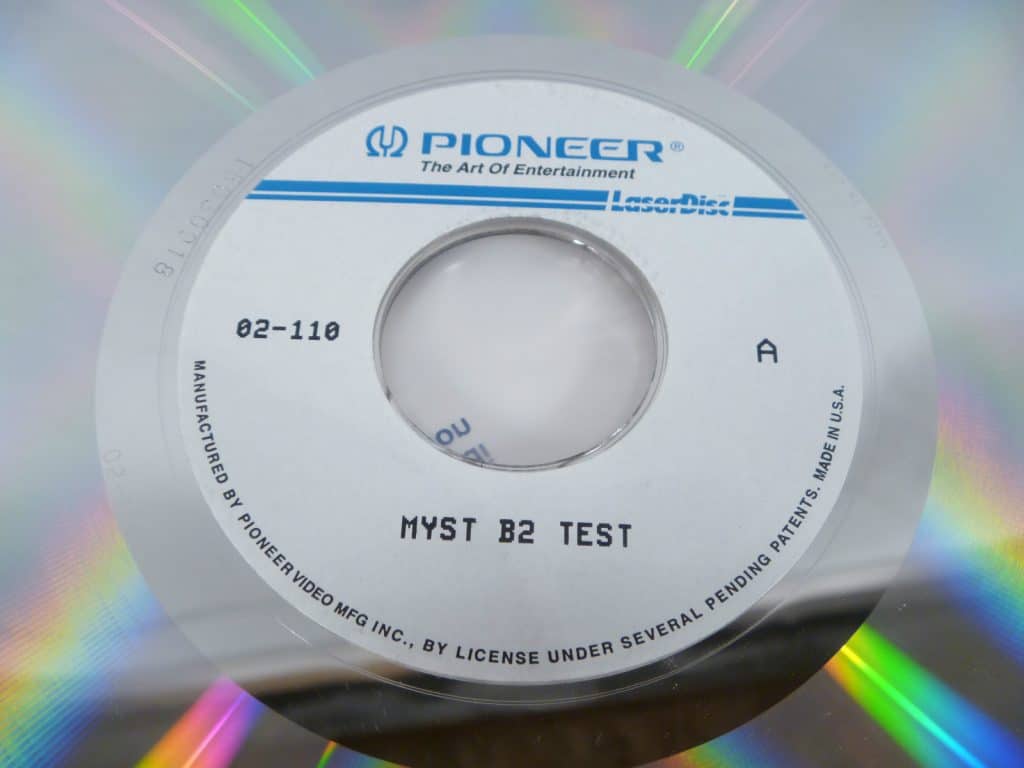 PIONEER®
The Art Of Entertainment
LaserDisc
02-110
A
MYST B2 TEST
MANUFACTURED BY PIONEER VIDEO MFG INC., BY LICENSE UNDER SEVERAL PENDING PATENTS. MADE IN U.S.A.